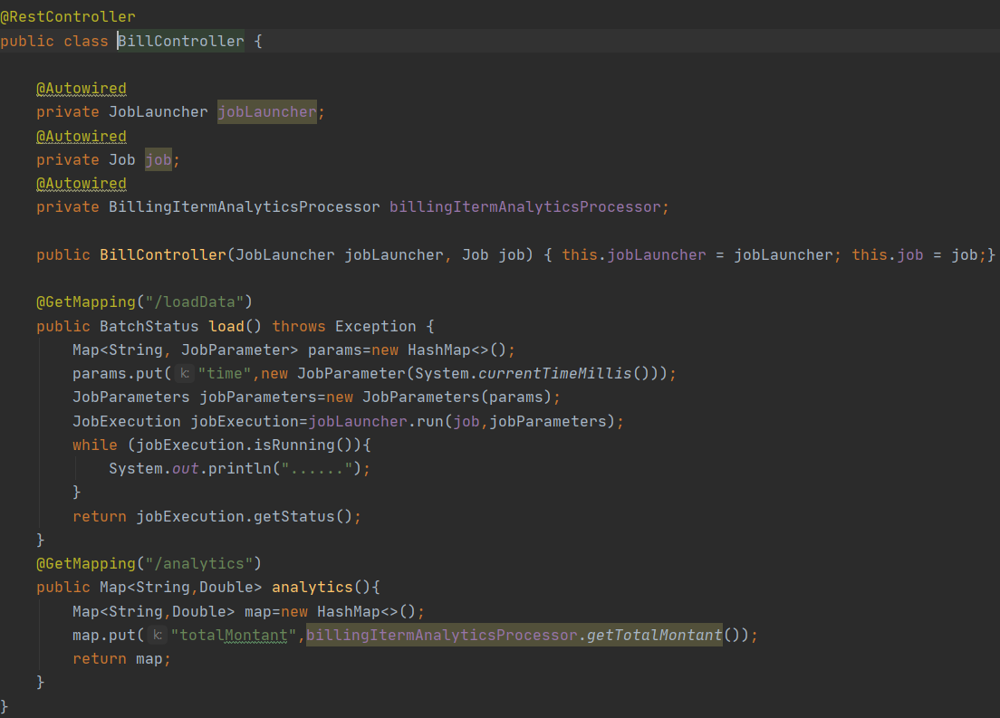 @RestController
public class BillController {
@Autowired
private JobLauncher jobLauncher;
@Autowired
private Job job;
@Autowired
private BillingItermAnalyticsProcessor billingItermAnalyticsProcessor;
public BillController(JobLauncher jobLauncher, Job job) { this.jobLauncher = jobLauncher; this.job = job;}
@GetMapping("/loadData")
public BatchStatus load() throws Exception {
Map<String, JobParameter> params=new HashMap<>();
params.put( k: "time",new JobParameter(System.currentTimeMillis()));
JobParameters jobParameters=new JobParameters(params);
JobExecution jobExecution=jobLauncher.run(job,jobParameters);
while (jobExecution.isRunning()){
System.out.println("......");
}
return jobExecution.getStatus();
}
@GetMapping("/analytics")
public Map<String,Double> analytics(){
Map<String,Double> map=new HashMap<>();
map.put( k: "totalMontant",billingItermAnalyticsProcessor.getTotalMontant());
return map;
}
}